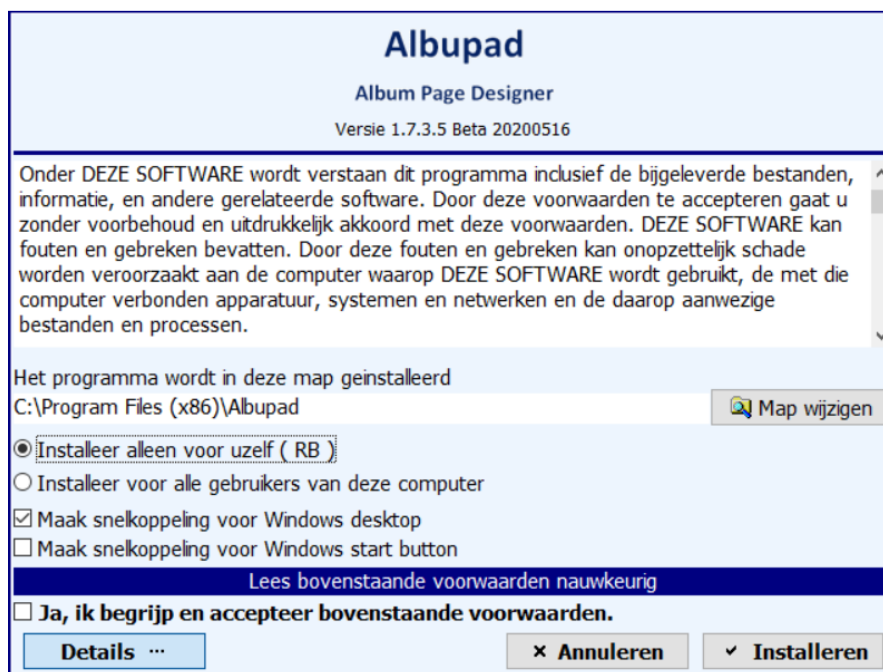 Albupad
Album Page Designer
Versie 1.7.3.5 Beta 20200516
Onder DEZE SOFTWARE wordt verstaan dit programma inclusief de bijgeleverde bestanden,
informatie, en andere gerelateerde software. Door deze voorwaarden te accepteren gaat u
zonder voorbehoud en uitdrukkelijk akkoord met deze voorwaarden. DEZE SOFTWARE kan
fouten en gebreken bevatten. Door deze fouten en gebreken kan onopzettelijk schade
worden veroorzaakt aan de computer waarop DEZE SOFTWARE wordt gebruikt, de met die
computer verbonden apparatuur, systemen en netwerken en de daarop aanwezige
bestanden en processen.
Het programma wordt in deze map geinstalleerd
C:\Program Files (x86)\Albupad
Map wijzigen
Installeer alleen voor uzelf ( RB )
Installeer voor alle gebruikers van deze computer
Maak snelkoppeling voor Windows desktop
Maak snelkoppeling voor Windows start button
Lees bovenstaande voorwaarden nauwkeurig
Ja, ik begrijp en accepteer bovenstaande voorwaarden.
Details ...
Annuleren
Installeren